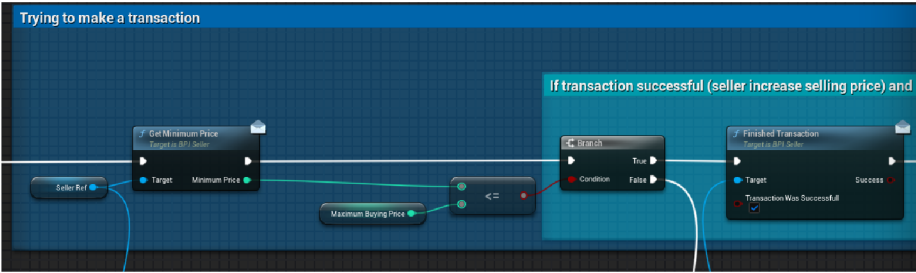 Trying to make a transaction
If transaction successful (seller increase selling price) and
Get Minimum Price
Target is BPI Seller
Target
Minimum Price
Seller Ref
Maximum Buying Price
<=
Branch
True
Condition
False
Finished Transaction
Target is BPI Seller
Target
Success
Transaction Was Successfull